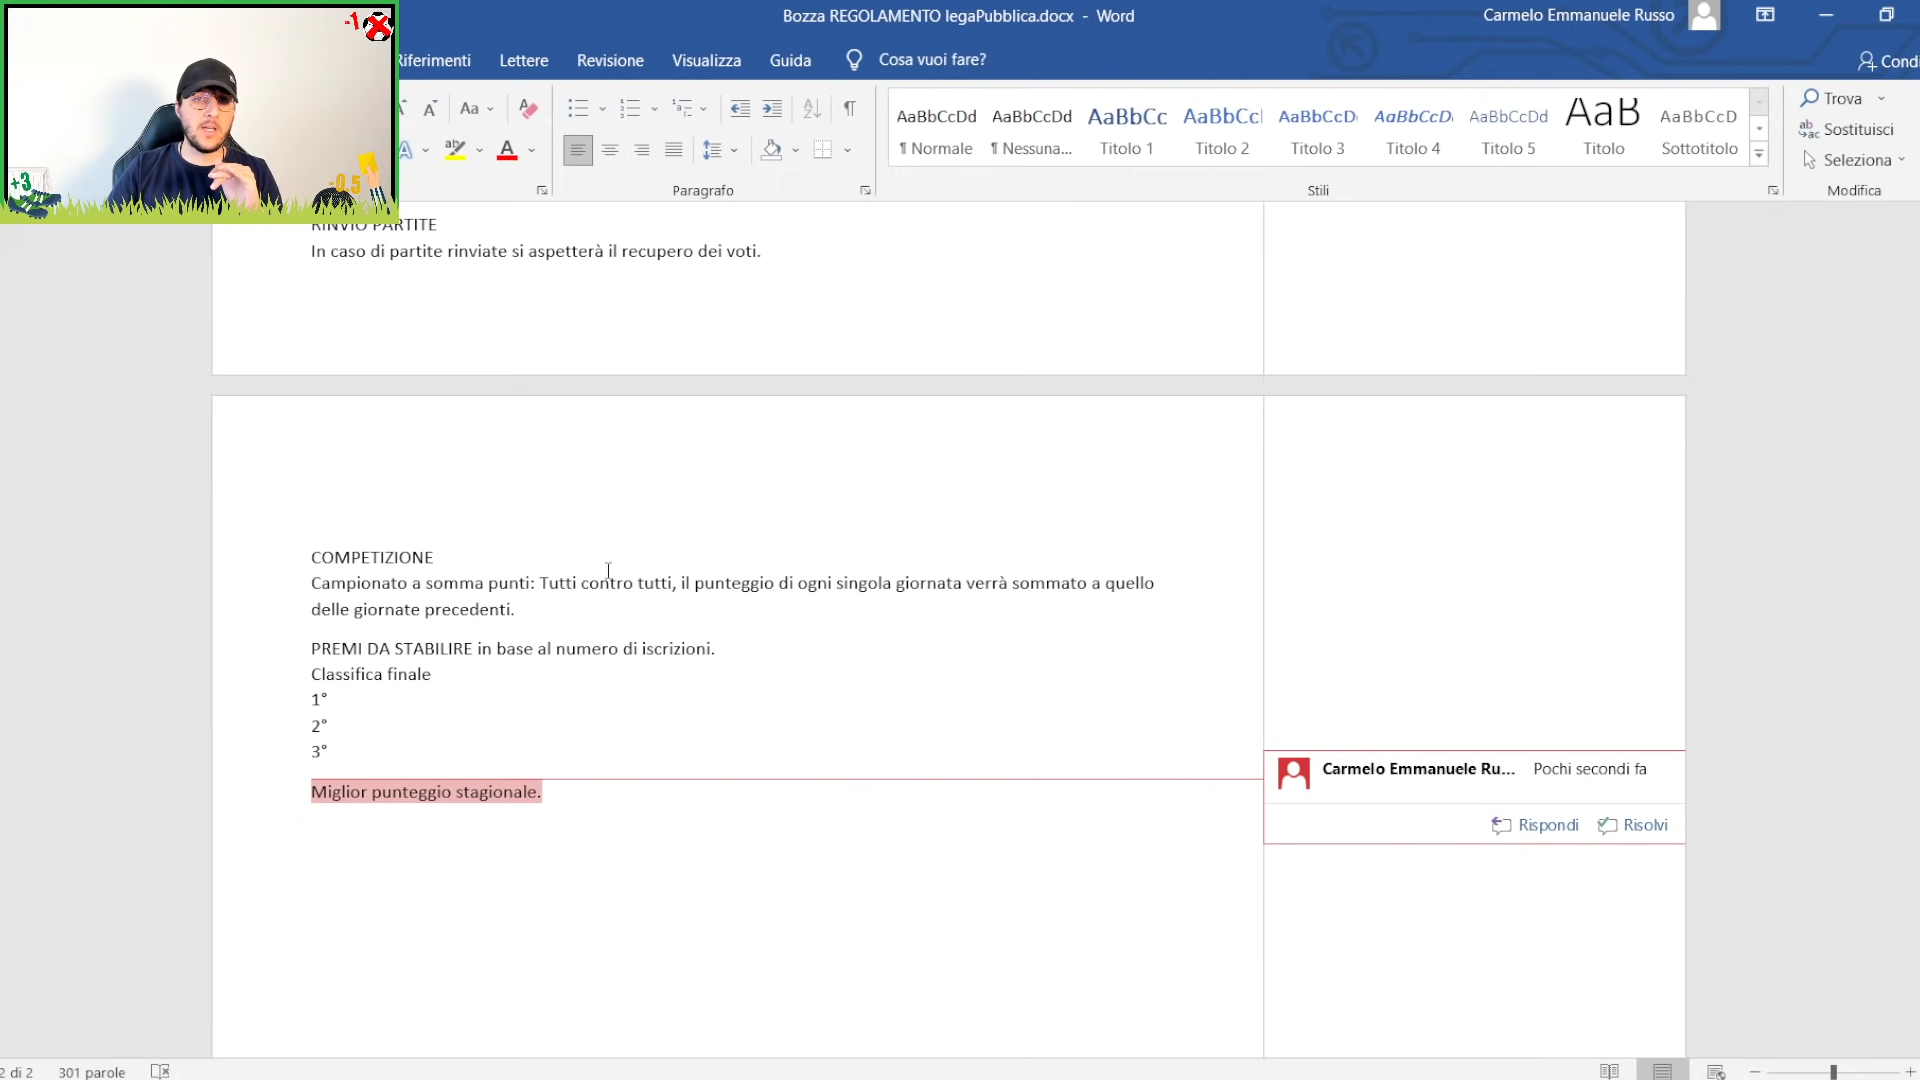 -1
+3
-0.5
Bozza REGOLAMENTO legaPubblica.docx - Word
Carmelo Emmanuele Russo
Riferimenti Lettere Revisione Visualizza Guida Cosa vuoi fare?
Condi
Aa
AaBbCcDd AaBbCcDd AaBbCc AaBbCc AaBbCcD AaBbCcD AaBbCcDd AaB AaBbCcD
¶ Normale ¶ Nessuna... Titolo 1 Titolo 2 Titolo 3 Titolo 4 Titolo 5 Titolo Sottotitolo
Trova
Sostituisci
Seleziona
Paragrafo Stili Modifica
RINVIO PARTITE
In caso di partite rinviate si aspetterà il recupero dei voti.
COMPETIZIONE
Campionato a somma punti: Tutti contro tutti, il punteggio di ogni singola giornata verrà sommato a quello
delle giornate precedenti.
PREMI DA STABILIRE in base al numero di iscrizioni.
Classifica finale
1°
2°
3°
Miglior punteggio stagionale.
Carmelo Emmanuele Ru... Pochi secondi fa
Rispondi Risolvi
2 di 2 301 parole